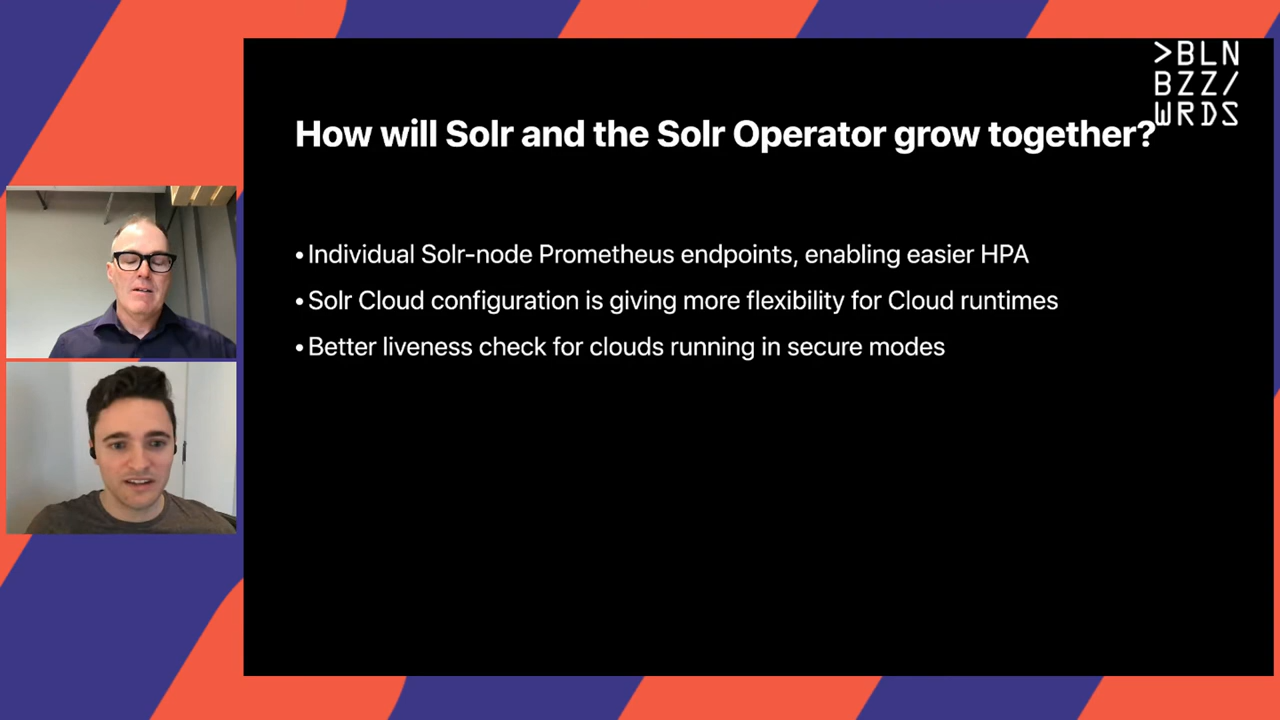 >BLN
BZZ/
WRDS
How will Solr and the Solr Operator grow together?
• Individual Solr-node Prometheus endpoints, enabling easier HPA
• Solr Cloud configuration is giving more flexibility for Cloud runtimes
• Better liveness check for clouds running in secure modes